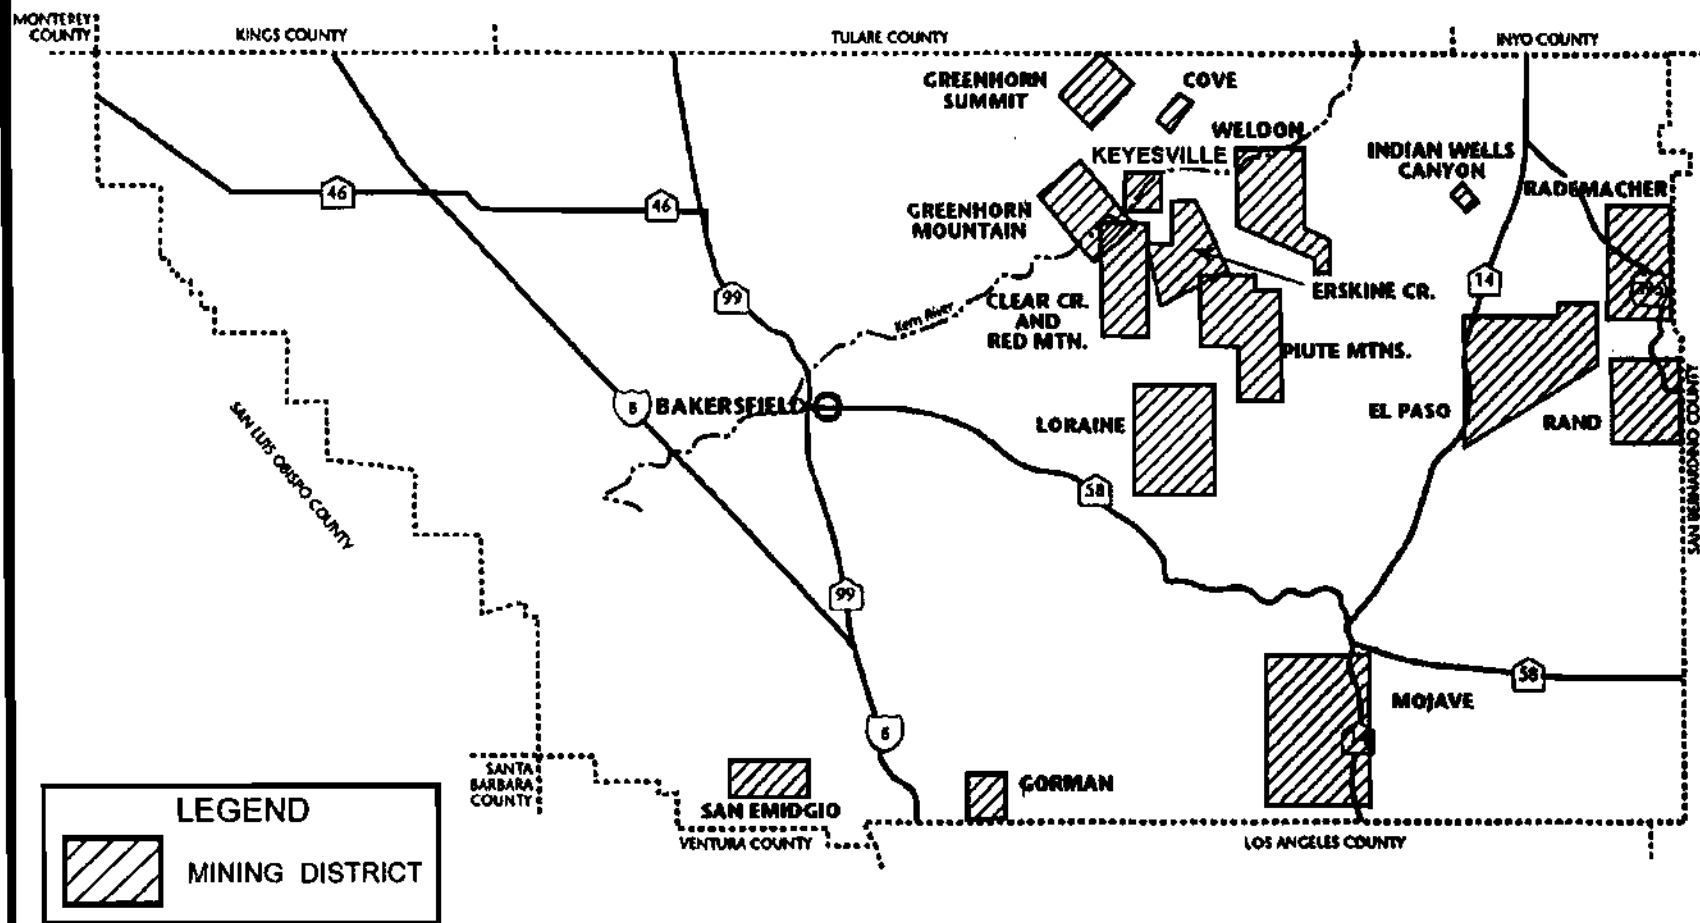 MONTEREY
COUNTY
KINGS COUNTY
TULARE COUNTY
INYO COUNTY
GREENHORN
SUMMIT
COVE
WELDON
KEYESVILLE
INDIAN WELLS
CANYON
RADEMACHER
46
46
GREENHORN
MOUNTAIN
14
99
ERSKINE CR.
CLEAR CR.
AND
RED MTN.
Kern River
PIUTE MTNS.
5
BAKERSFIELD
LORAINE
EL PASO
RAND
SAN LUIS OBISPO COUNTY
SAN BERNARDINO COUNTY
58
99
58
MOJAVE
5
SANTA
BARBARA
COUNTY
SAN EMIDGIO
GORMAN
VENTURA COUNTY
LOS ANGELES COUNTY
LEGEND
MINING DISTRICT